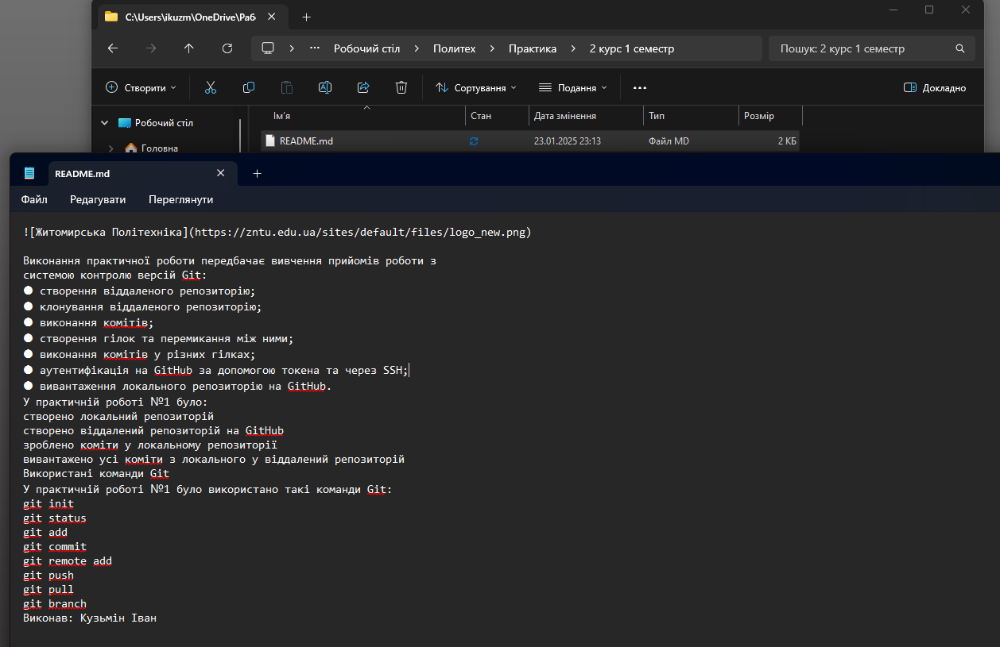 C:\Users\ikuzm\OneDrive\Раб
··· Робочий стіл > Политех > Практика > 2 курс 1 семестр
Пошук: 2 курс 1 семестр
Створити Сортування Подання ··· Докладно
Робочий стіл
Головна
Ім'я Стан Дата змінення Тип Розмір
README.md 23.01.2025 23:13 Файл MD 2 КБ
README.md
Файл Редагувати Переглянути
![Житомирська Політехніка](https://zntu.edu.ua/sites/default/files/logo_new.png)
Виконання практичної роботи передбачає вивчення прийомів роботи з
системою контролю версій Git:
● створення віддаленого репозиторію;
● клонування віддаленого репозиторію;
● виконання комітів;
● створення гілок та перемикання між ними;
● виконання комітів у різних гілках;
● аутентифікація на GitHub за допомогою токена та через SSH;
● вивантаження локального репозиторію на GitHub.
У практичній роботі №1 було:
створено локальний репозиторій
створено віддалений репозиторій на GitHub
зроблено коміти у локальному репозиторії
вивантажено усі коміти з локального у віддалений репозиторій
Використані команди Git
У практичній роботі №1 було використано такі команди Git:
git init
git status
git add
git commit
git remote add
git push
git pull
git branch
Виконав: Кузьмін Іван